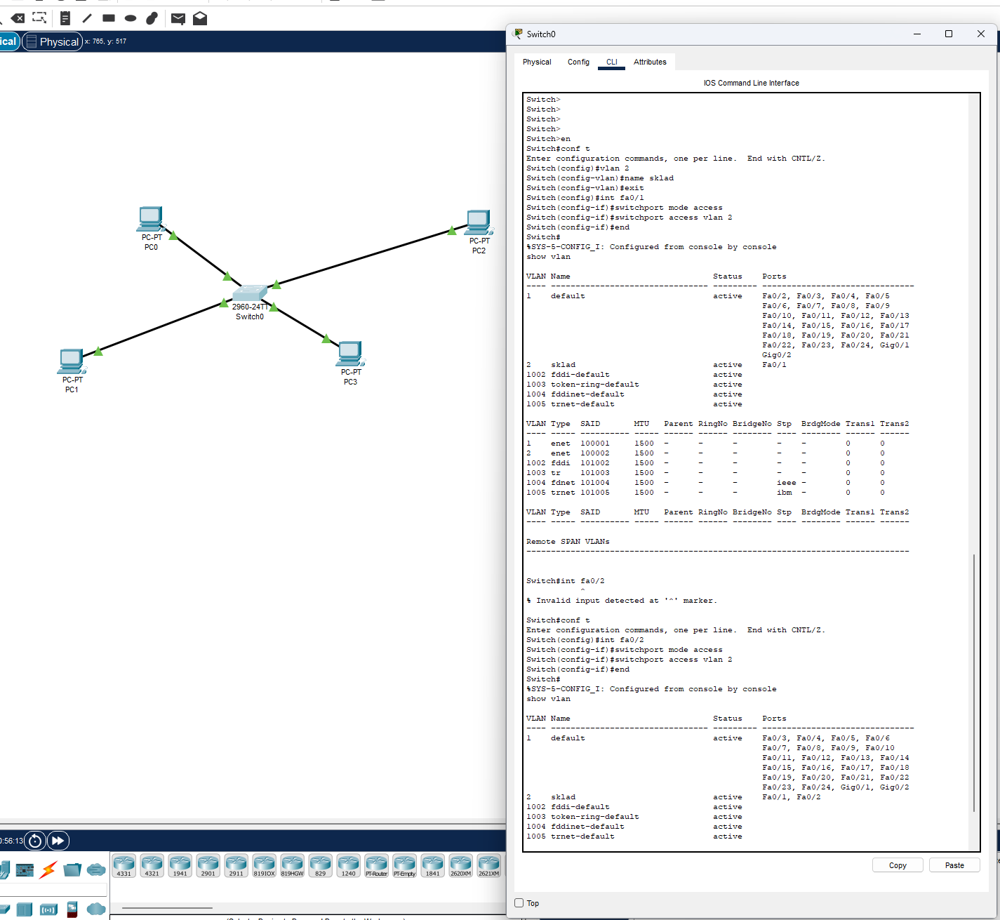 ical
Physical
x: 765, y: 517
PC-PT
PC0
PC-PT
PC2
2960-24TT
Switch0
PC-PT
PC3
PC-PT
PC1
:56:13
4331
4321
1941
2901
2911
819IOX
819HGW
829
1240
PT-Router
PT-Empty
1841
2620XM
2621XM
Switch0
Physical
Config
CLI
Attributes
IOS Command Line Interface
Switch>
Switch>
Switch>
Switch>
Switch>en
Switch#conf t
Enter configuration commands, one per line.  End with CNTL/Z.
Switch(config)#vlan 2
Switch(config-vlan)#name sklad
Switch(config-vlan)#exit
Switch(config)#int fa0/1
Switch(config-if)#switchport mode access
Switch(config-if)#switchport access vlan 2
Switch(config-if)#end
Switch#
%SYS-5-CONFIG_I: Configured from console by console
show vlan
VLAN Name                             Status    Ports
---- -------------------------------- --------- -------------------------------
1    default                          active    Fa0/2, Fa0/3, Fa0/4, Fa0/5
                                                Fa0/6, Fa0/7, Fa0/8, Fa0/9
                                                Fa0/10, Fa0/11, Fa0/12, Fa0/13
                                                Fa0/14, Fa0/15, Fa0/16, Fa0/17
                                                Fa0/18, Fa0/19, Fa0/20, Fa0/21
                                                Fa0/22, Fa0/23, Fa0/24, Gig0/1
                                                Gig0/2
2    sklad                            active    Fa0/1
1002 fddi-default                     active
1003 token-ring-default               active
1004 fddinet-default                  active
1005 trnet-default                    active
VLAN Type  SAID       MTU   Parent RingNo BridgeNo Stp  BrdgMode Trans1 Trans2
---- ----- ---------- ----- ------ ------ -------- ---- -------- ------ ------
1    enet  100001     1500  -      -      -        -    -        0      0
2    enet  100002     1500  -      -      -        -    -        0      0
1002 fddi  101002     1500  -      -      -        -    -        0      0
1003 tr    101003     1500  -      -      -        -    -        0      0
1004 fdnet 101004     1500  -      -      -        ieee -        0      0
1005 trnet 101005     1500  -      -      -        ibm  -        0      0
VLAN Type  SAID       MTU   Parent RingNo BridgeNo Stp  BrdgMode Trans1 Trans2
---- ----- ---------- ----- ------ ------ -------- ---- -------- ------ ------
Remote SPAN VLANs
------------------------------------------------------------------------------
Switch#int fa0/2
           ^
% Invalid input detected at '^' marker.
Switch#conf t
Enter configuration commands, one per line.  End with CNTL/Z.
Switch(config)#int fa0/2
Switch(config-if)#switchport mode access
Switch(config-if)#switchport access vlan 2
Switch(config-if)#end
Switch#
%SYS-5-CONFIG_I: Configured from console by console
show vlan
VLAN Name                             Status    Ports
---- -------------------------------- --------- -------------------------------
1    default                          active    Fa0/3, Fa0/4, Fa0/5, Fa0/6
                                                Fa0/7, Fa0/8, Fa0/9, Fa0/10
                                                Fa0/11, Fa0/12, Fa0/13, Fa0/14
                                                Fa0/15, Fa0/16, Fa0/17, Fa0/18
                                                Fa0/19, Fa0/20, Fa0/21, Fa0/22
                                                Fa0/23, Fa0/24, Gig0/1, Gig0/2
2    sklad                            active    Fa0/1, Fa0/2
1002 fddi-default                     active
1003 token-ring-default               active
1004 fddinet-default                  active
1005 trnet-default                    active
Copy
Paste
Top